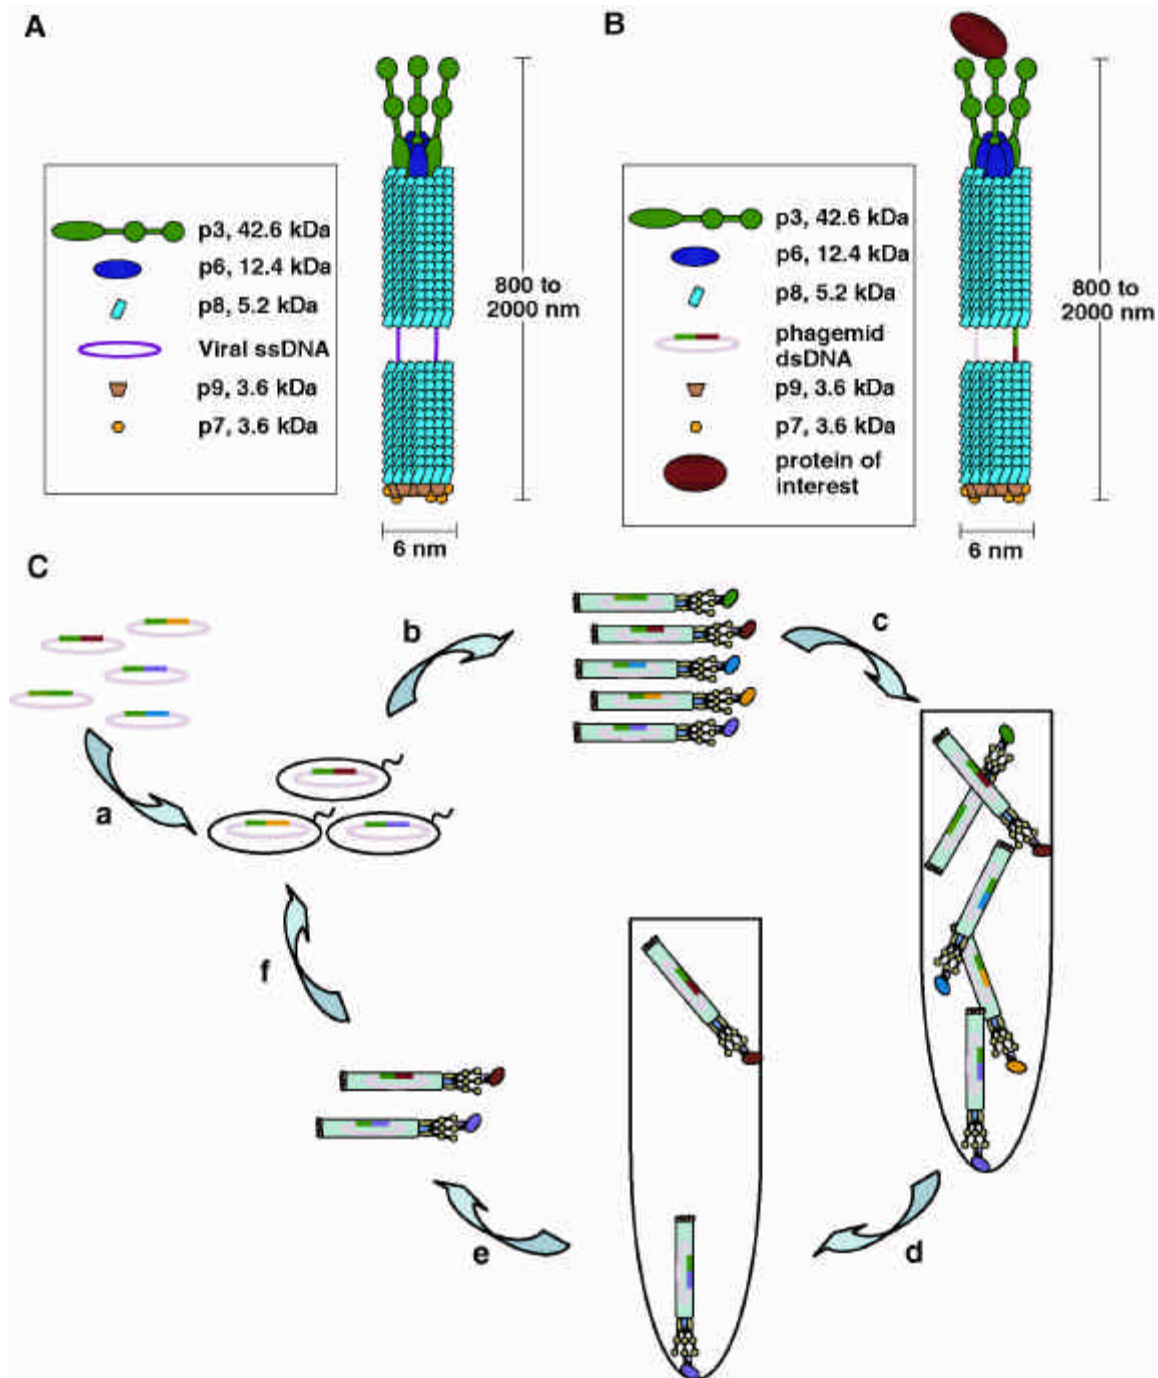 A
p3, 42.6 kDa
p6, 12.4 kDa
p8, 5.2 kDa
Viral ssDNA
p9, 3.6 kDa
p7, 3.6 kDa
800 to
2000 nm
6 nm
B
p3, 42.6 kDa
p6, 12.4 kDa
p8, 5.2 kDa
phagemid
dsDNA
p9, 3.6 kDa
p7, 3.6 kDa
protein of
interest
800 to
2000 nm
6 nm
C
a
b
c
d
e
f